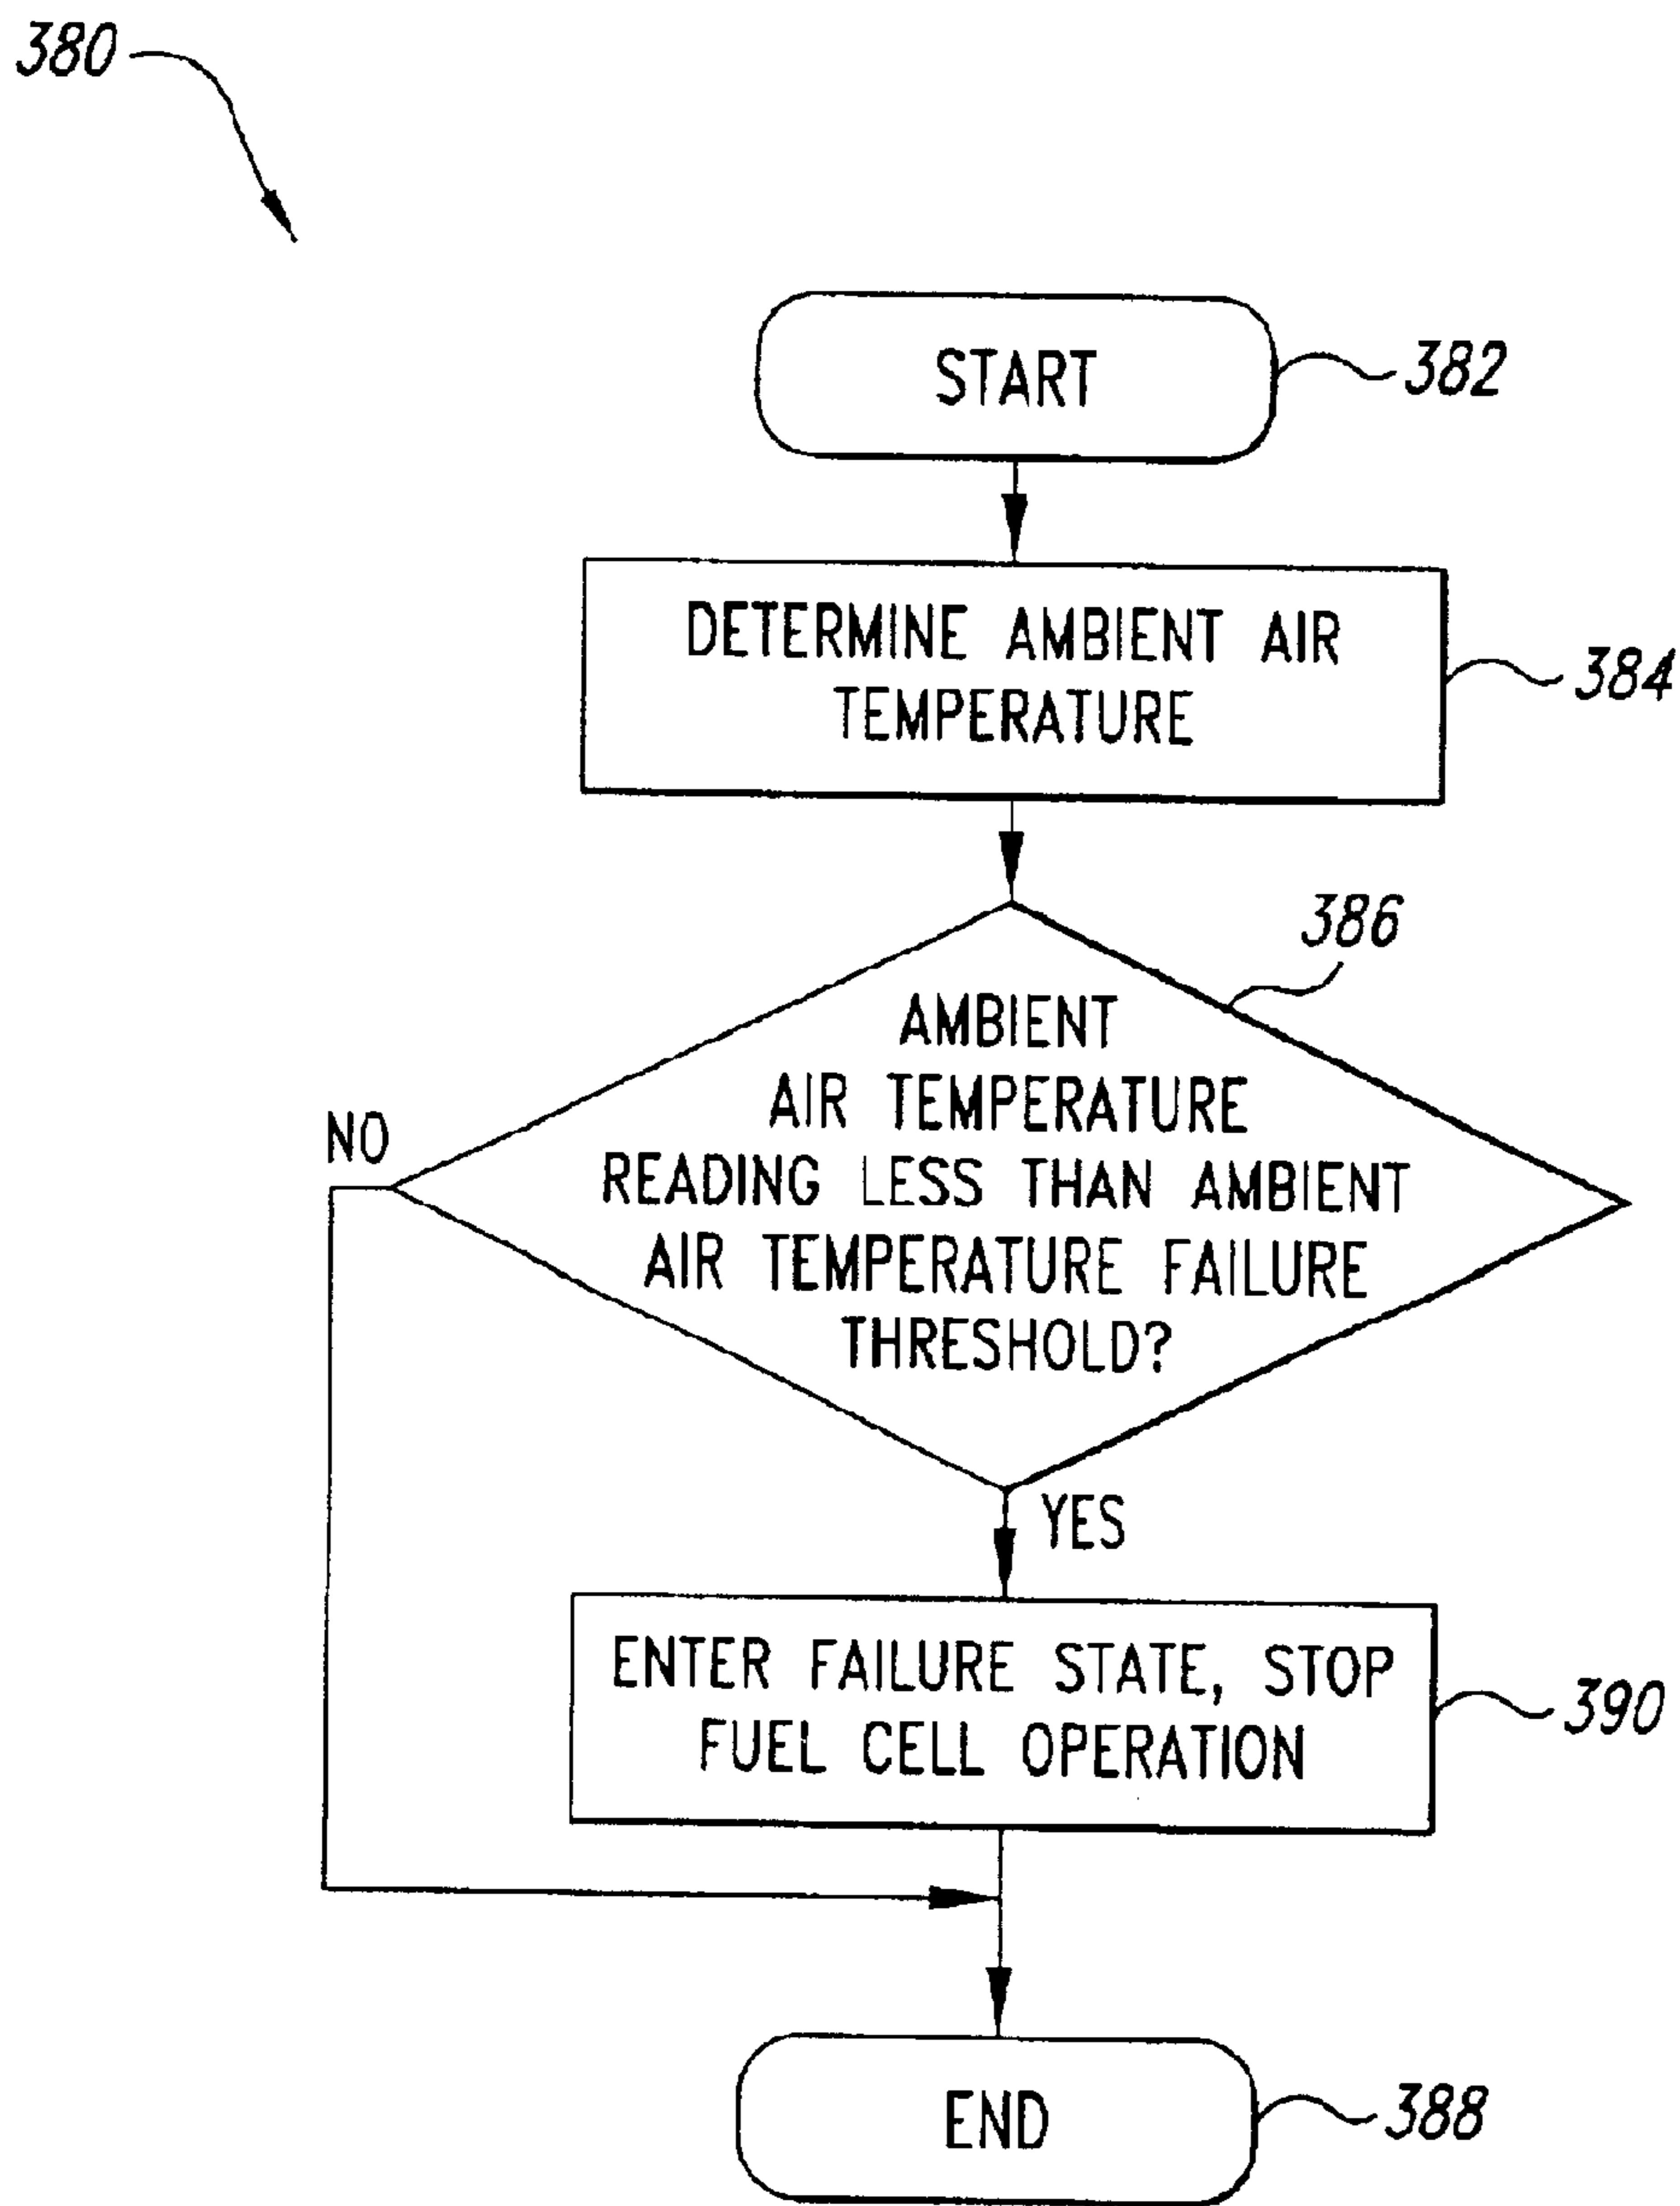 380
START
382
DETERMINE AMBIENT AIR
TEMPERATURE
384
386
AMBIENT
AIR TEMPERATURE
NO
READING LESS THAN AMBIENT
AIR TEMPERATURE FAILURE
THRESHOLD?
YES
ENTER FAILURE STATE, STOP
FUEL CELL OPERATION
390
END
388